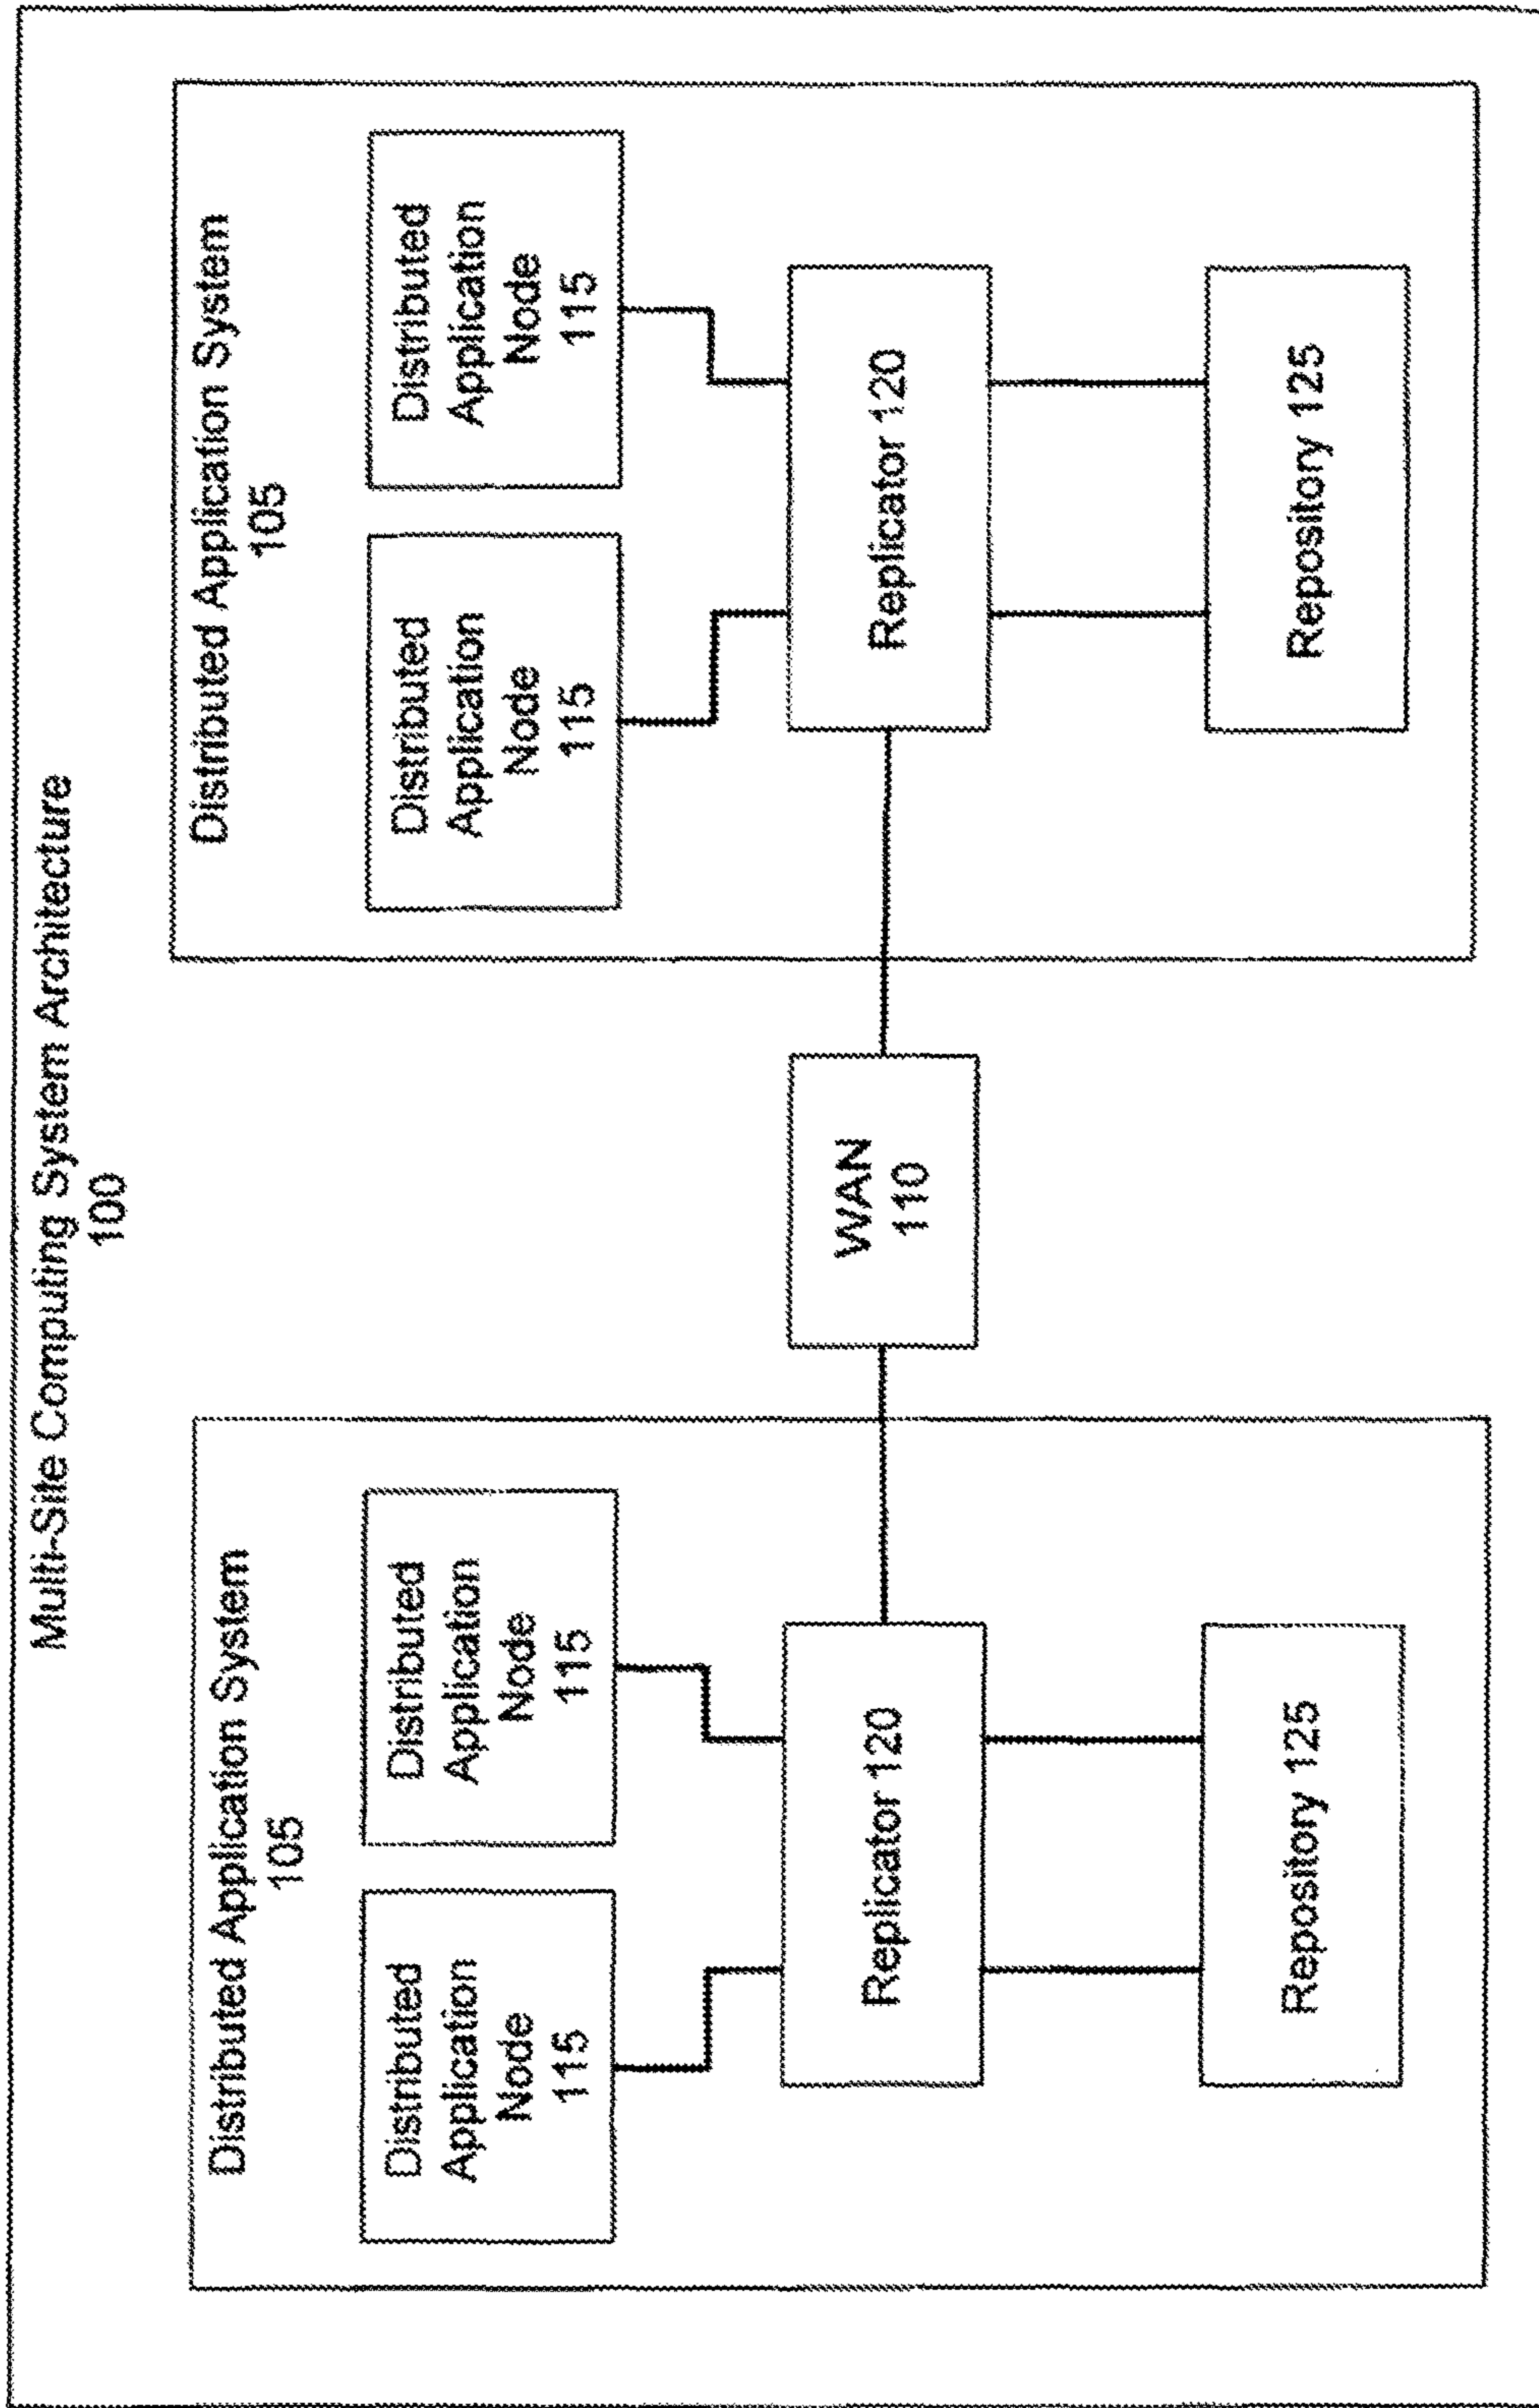 Multi-Site Computing System Architecture
100
Distributed Application System
105
Distributed
Application
Node
115
Distributed
Application
Node
115
Replicator 120
Repository 125
WAN
110
Distributed Application System
105
Distributed
Application
Node
115
Distributed
Application
Node
115
Replicator 120
Repository 125